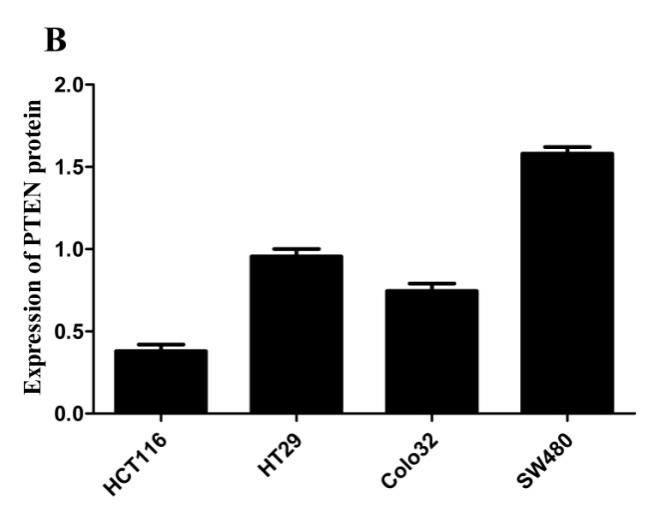 B
Expression of PTEN protein
2.0
1.5
1.0
0.5
0.0
HCT116
HT29
Colo32
SW480